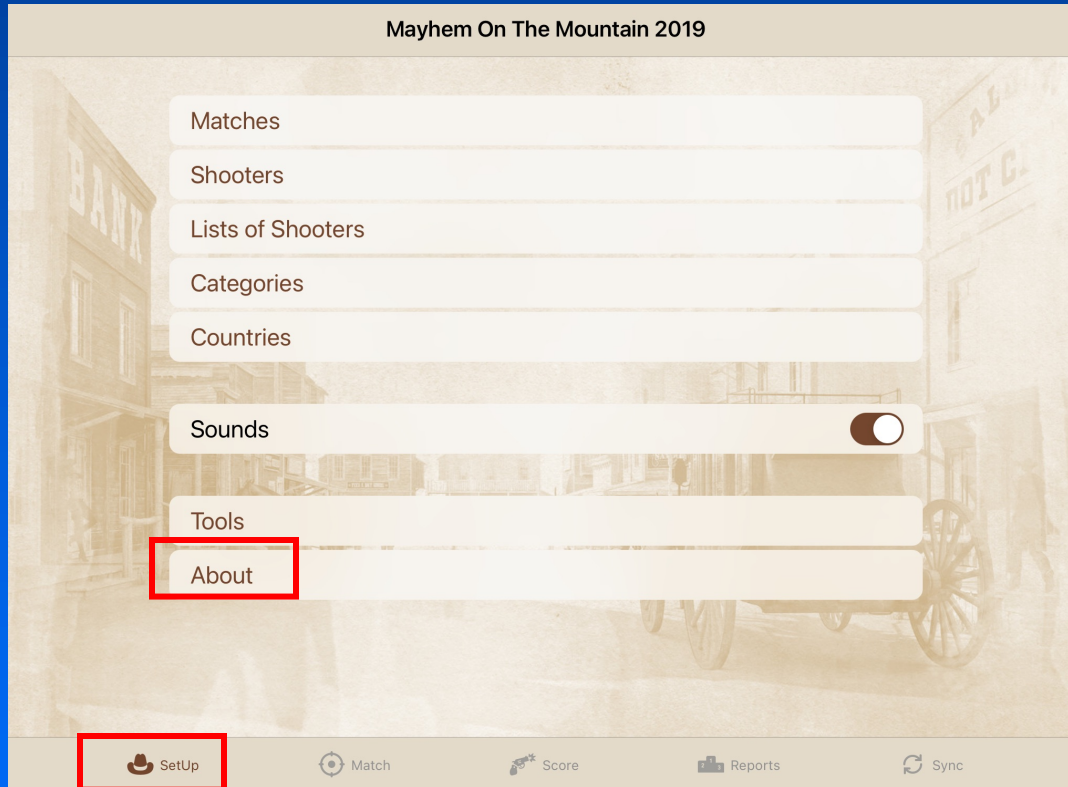 Mayhem On The Mountain 2019
Matches
Shooters
Lists of Shooters
Categories
Countries
Sounds
Tools
About
BANK
SetUp
Match
Score
Reports
Sync